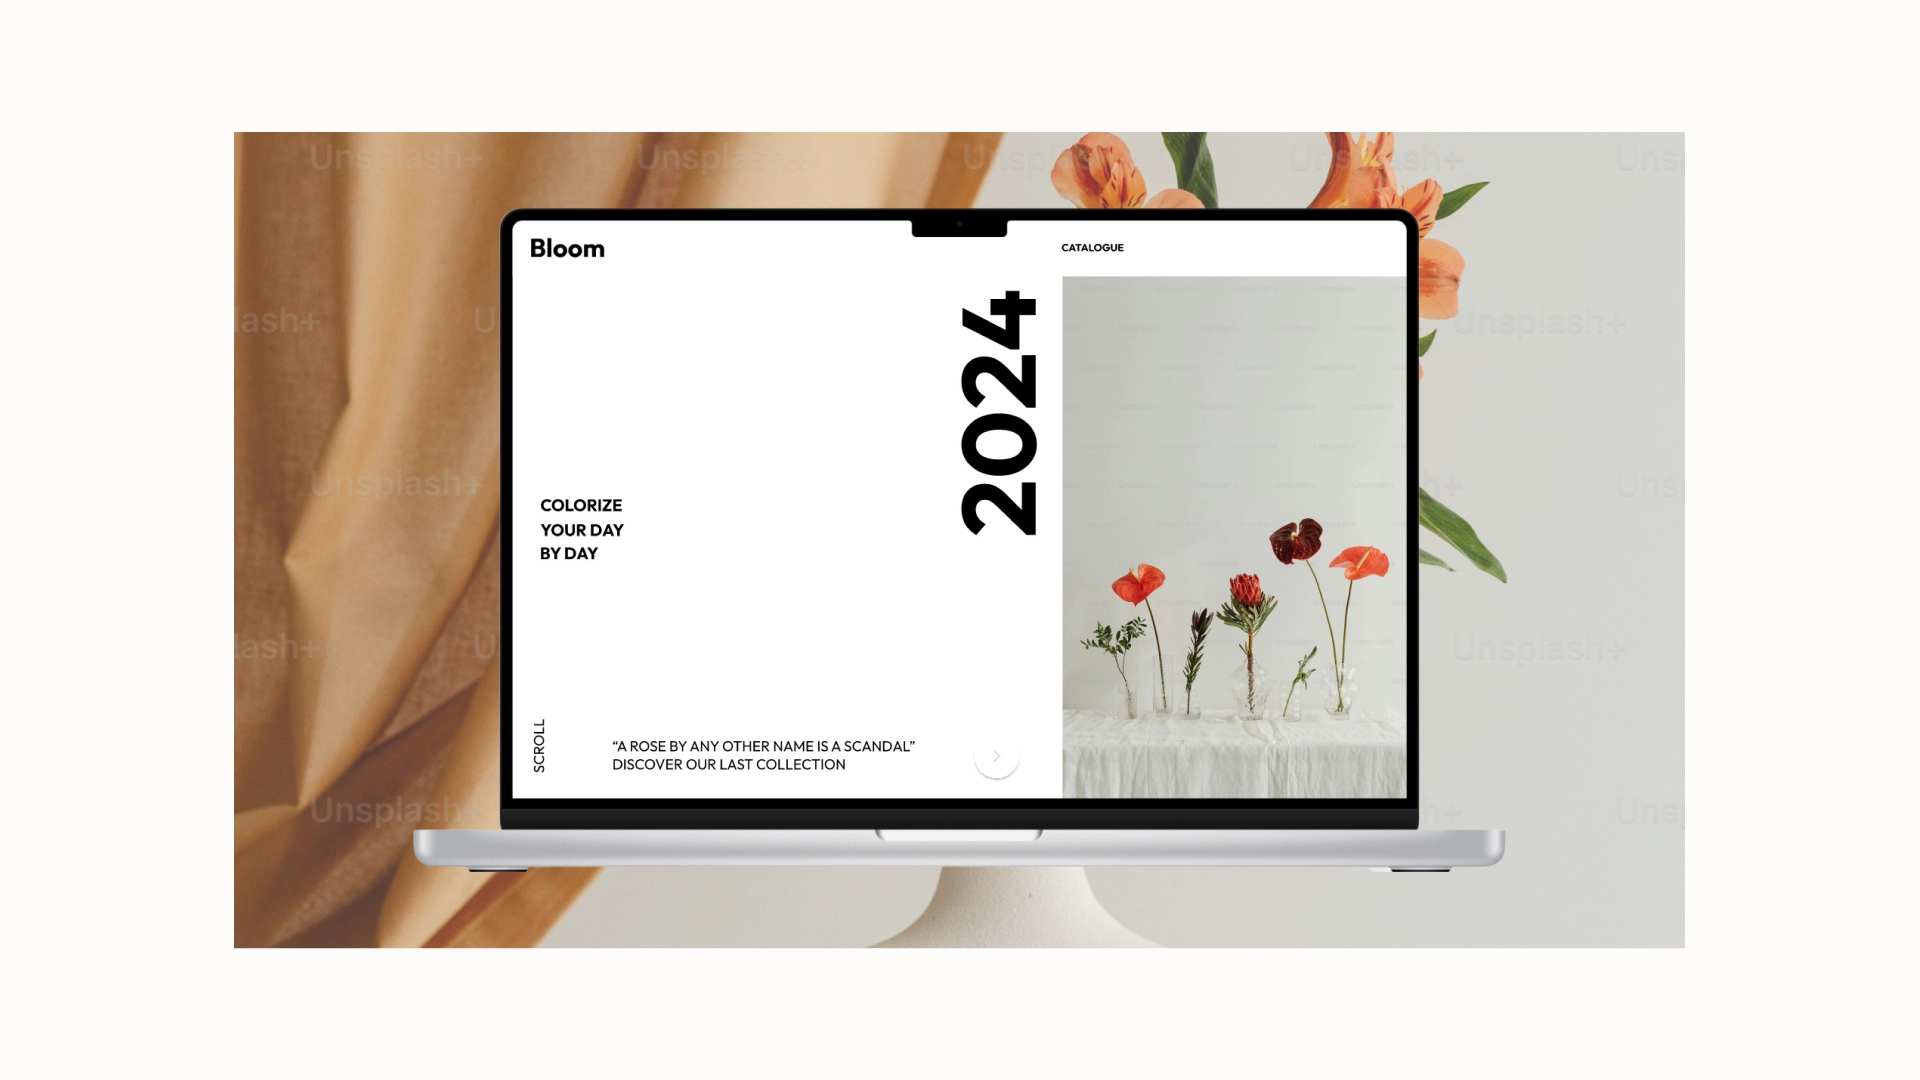 Unsplash+ Unsplash+
Bloom
CATALOGUE
2024
COLORIZE
YOUR DAY
BY DAY
SCROLL
“A ROSE BY ANY OTHER NAME IS A SCANDAL”
DISCOVER OUR LAST COLLECTION
Unsplash+
Unsplash+
Unsplash+